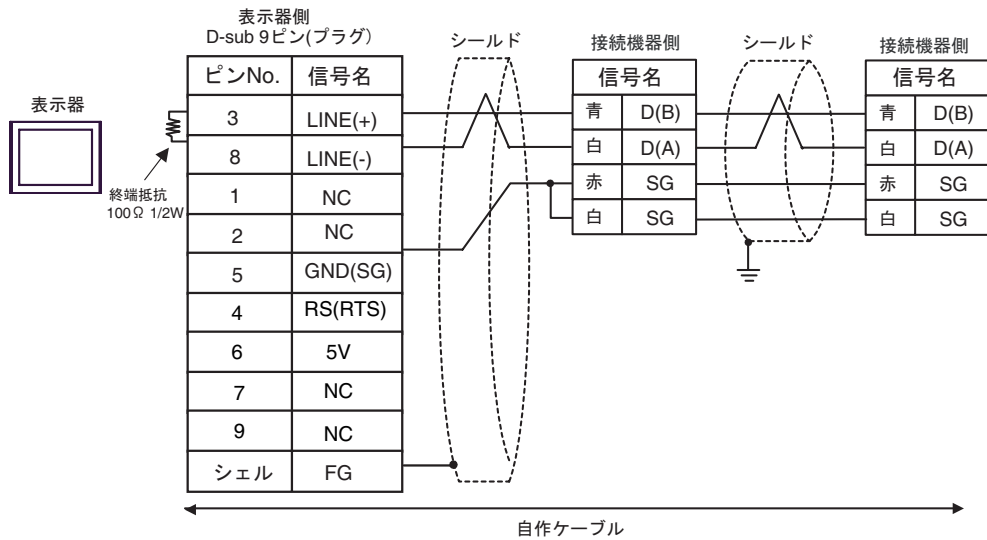 表示器側
D-sub 9ピン(プラグ)
シールド
接続機器側
シールド
接続機器側
表示器
終端抵抗
100Ω 1/2W
ピンNo. 信号名
3 LINE(+)
8 LINE(-)
1 NC
2 NC
5 GND(SG)
4 RS(RTS)
6 5V
7 NC
9 NC
シェル FG
信号名
青 D(B)
白 D(A)
赤 SG
白 SG
信号名
青 D(B)
白 D(A)
赤 SG
白 SG
自作ケーブル